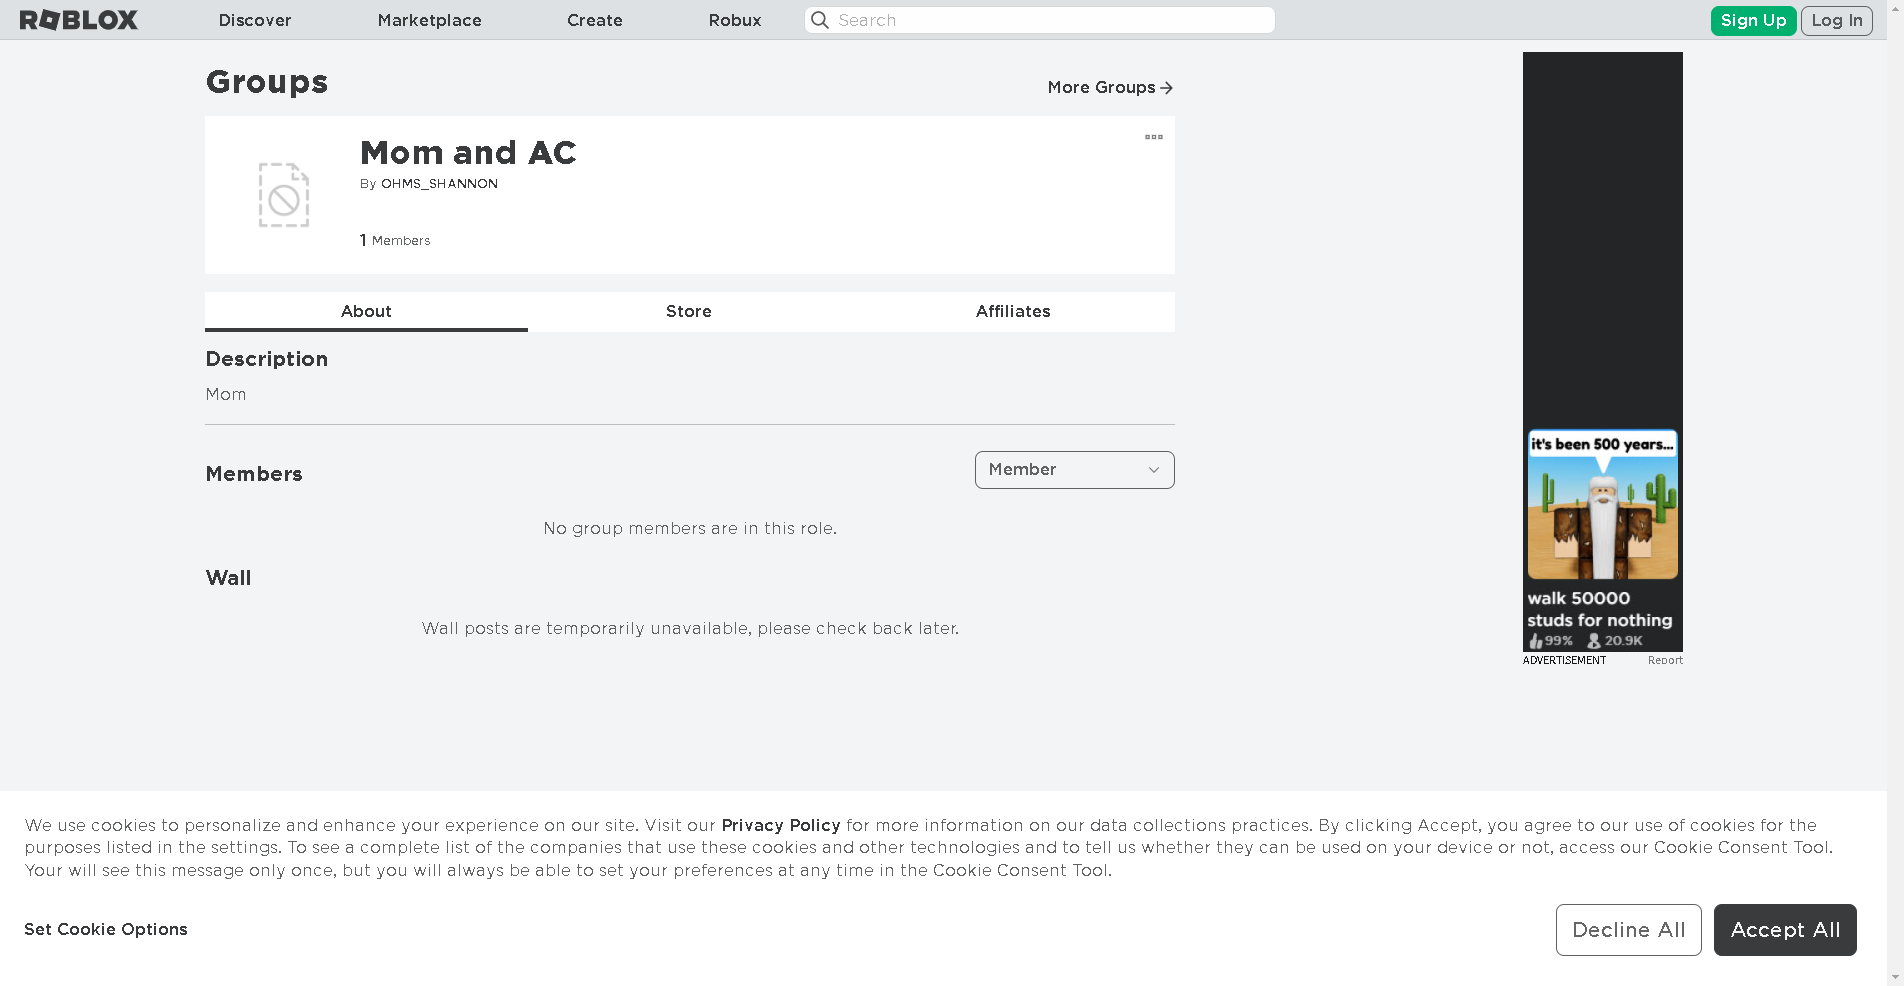 ROBLOX
Discover
Marketplace
Create
Robux
Search
Sign Up
Log In
Groups
More Groups
Mom and AC
By OHMS_SHANNON
1 Members
About
Store
Affiliates
Description
Mom
Members
Member
No group members are in this role.
Wall
Wall posts are temporarily unavailable, please check back later.
it's been 500 years...
walk 50000
studs for nothing
99% 20.9K
ADVERTISEMENT
Report
We use cookies to personalize and enhance your experience on our site. Visit our Privacy Policy for more information on our data collections practices. By clicking Accept, you agree to our use of cookies for the
purposes listed in the settings. To see a complete list of the companies that use these cookies and other technologies and to tell us whether they can be used on your device or not, access our Cookie Consent Tool.
Your will see this message only once, but you will always be able to set your preferences at any time in the Cookie Consent Tool.
Set Cookie Options
Decline All
Accept All